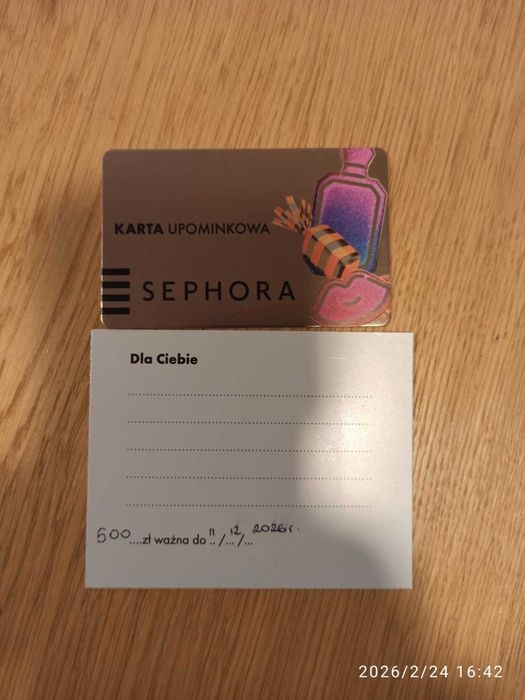 KARTA UPOMINKOWA
SEPHORA
Dla Ciebie
500....zł ważna do 11/12/2026r.
2026/2/24 16:42